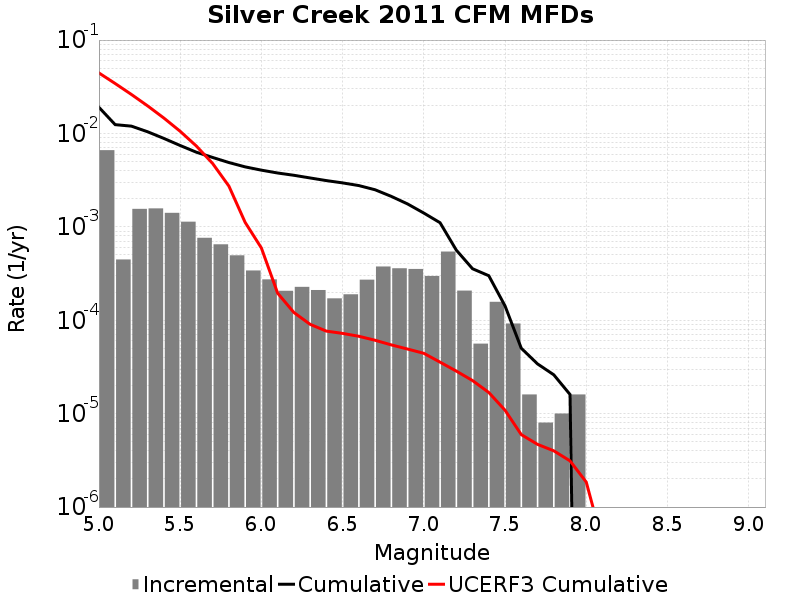 Silver Creek 2011 CFM MFDs
10-1
10-2
10-3
10-4
10-5
10-6
Rate (1/yr)
5.0 5.5 6.0 6.5 7.0 7.5 8.0 8.5 9.0
Magnitude
Incremental Cumulative UCERF3 Cumulative